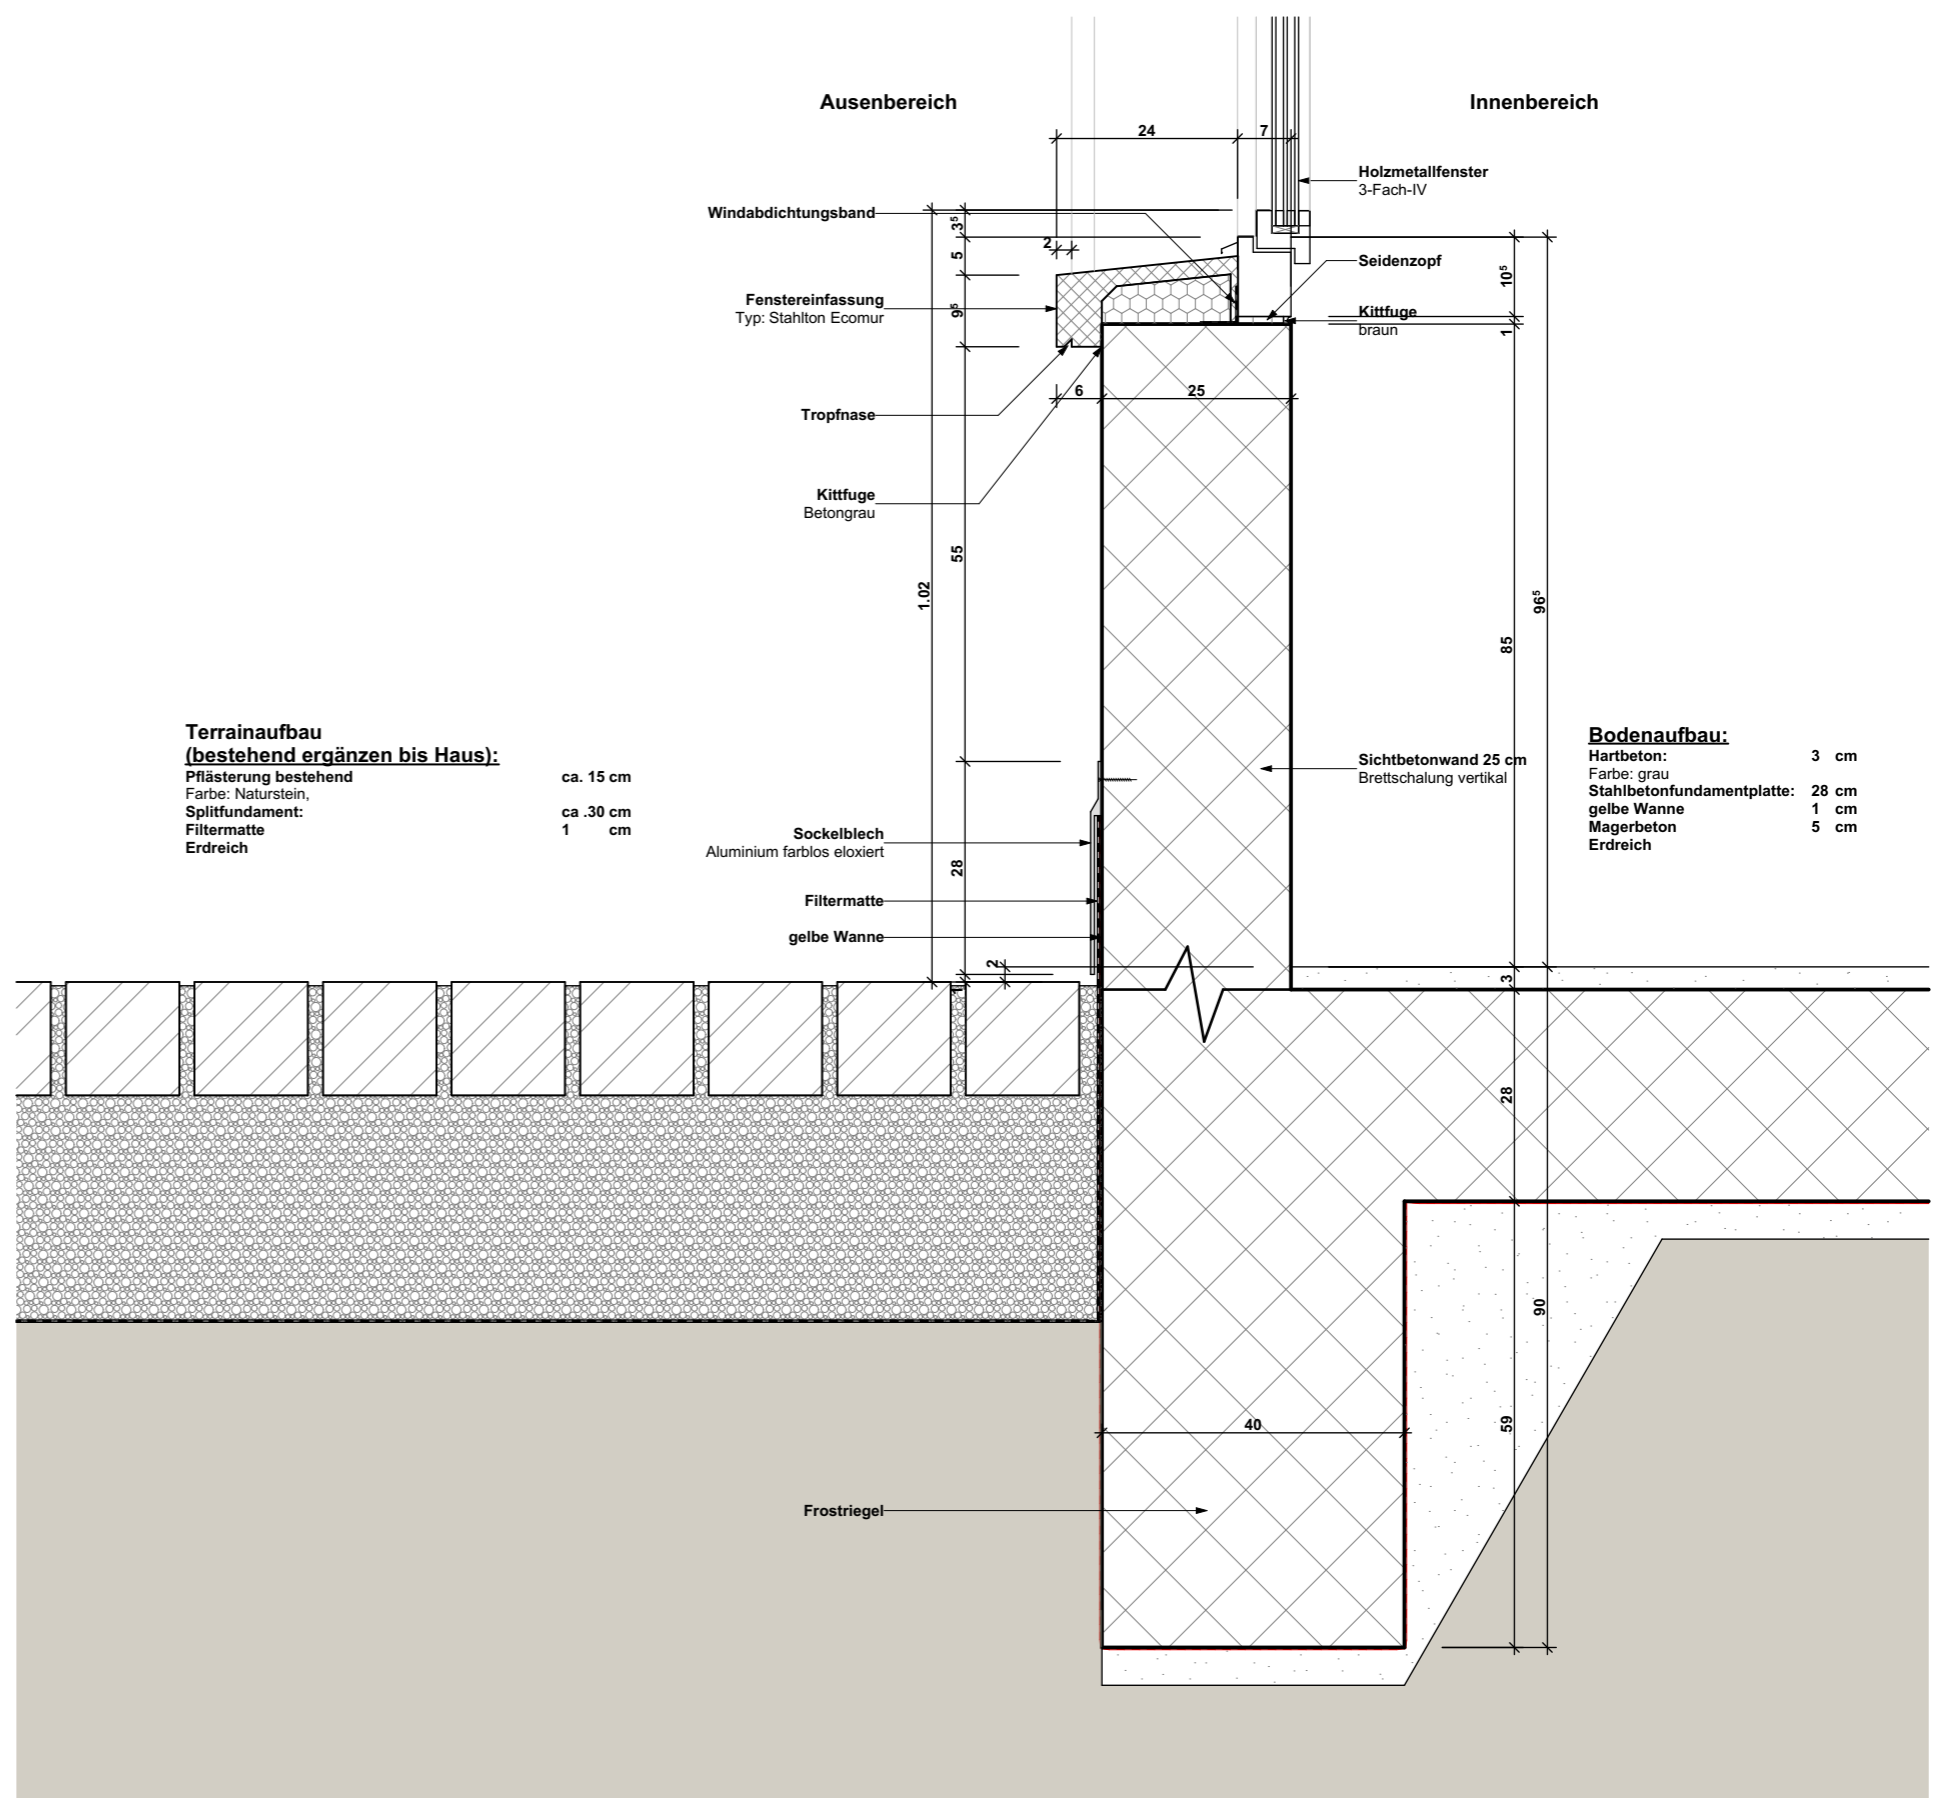 Ausenbereich
Innenbereich
24
7
Holzmetallfenster
3-Fach-IV
Windabdichtungsband
3⁵
2
5
Seidenzopf
10⁵
Fenstereinfassung
Typ: Stahlton Ecomur
9⁵
Kittfuge
braun
1
6
25
Tropfnase
Kittfuge
Betongrau
55
1.02
96⁵
85
Terrainaufbau
(bestehend ergänzen bis Haus):
Pflästerung bestehend ca. 15 cm
Farbe: Naturstein,
Splitfundament: ca .30 cm
Filtermatte 1 cm
Erdreich
Sichtbetonwand 25 cm
Brettschalung vertikal
Bodenaufbau:
Hartbeton: 3 cm
Farbe: grau
Stahlbetonfundamentplatte: 28 cm
gelbe Wanne 1 cm
Magerbeton 5 cm
Erdreich
Sockelblech
Aluminium farblos eloxiert
28
Filtermatte
gelbe Wanne
2
1
3
28
90
59
40
Frostriegel